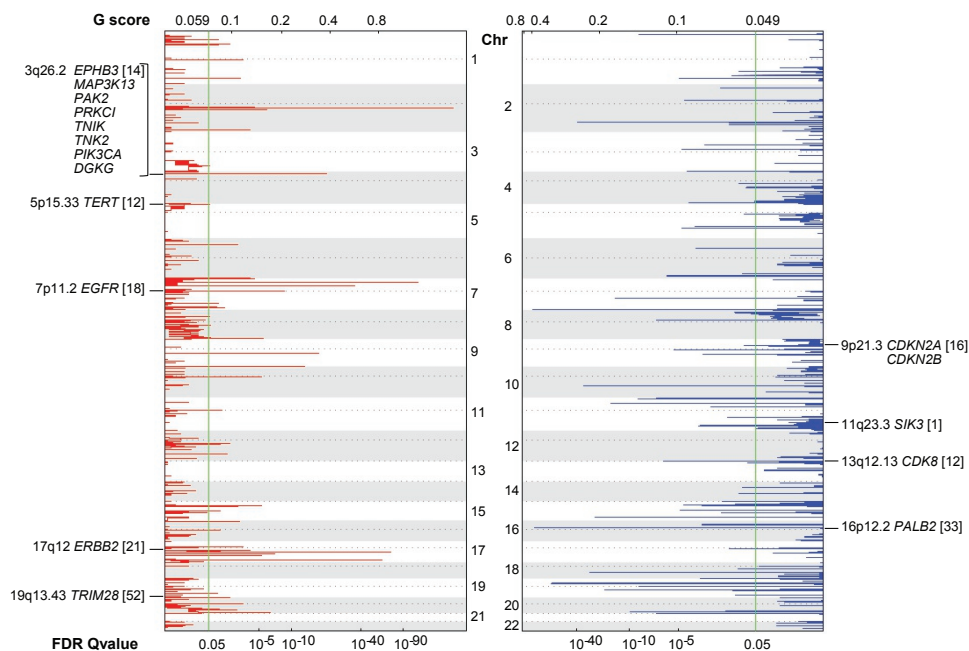 G score 0.059 0.1 0.2 0.4 0.8
Chr 0.8 0.4 0.2 0.1 0.049
3q26.2 EPHB3 [14]
MAP3K13
PAK2
PRKCI
TNIK
TNK2
PIK3CA
DGKG
5p15.33 TERT [12]
7p11.2 EGFR [18]
17q12 ERBB2 [21]
19q13.43 TRIM28 [52]
1
2
3
4
5
6
7
8
9
10
11
12
13
14
15
16
17
18
19
20
21
22
9p21.3 CDKN2A [16]
CDKN2B
11q23.3 SIK3 [1]
13q12.13 CDK8 [12]
16p12.2 PALB2 [33]
FDR Qvalue 0.05 10-5 10-10 10-40 10-90
10-40 10-10 10-5 0.05